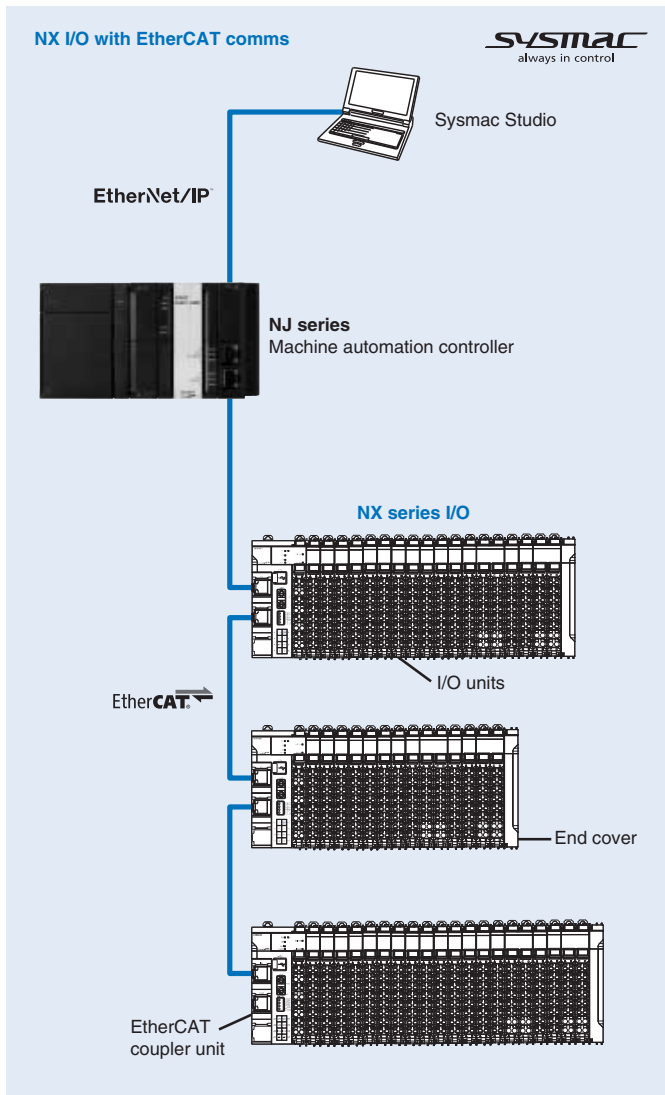 NX I/O with EtherCAT comms
sysmac
always in control
Sysmac Studio
EtherNet/IP™
NJ series
Machine automation controller
NX series I/O
I/O units
EtherCAT®
End cover
EtherCAT
coupler unit